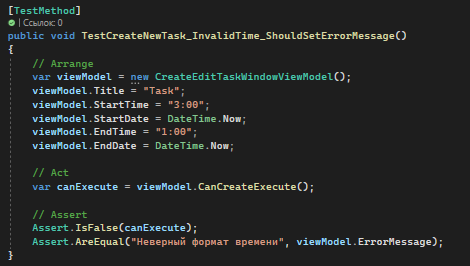 [TestMethod]
| Ссылок: 0
public void TestCreateNewTask_InvalidTime_ShouldSetErrorMessage()
{
// Arrange
var viewModel = new CreateEditTaskWindowViewModel();
viewModel.Title = "Task";
viewModel.StartTime = "3:00";
viewModel.StartDate = DateTime.Now;
viewModel.EndTime = "1:00";
viewModel.EndDate = DateTime.Now;
// Act
var canExecute = viewModel.CanCreateExecute();
// Assert
Assert.IsFalse(canExecute);
Assert.AreEqual("Неверный формат времени", viewModel.ErrorMessage);
}